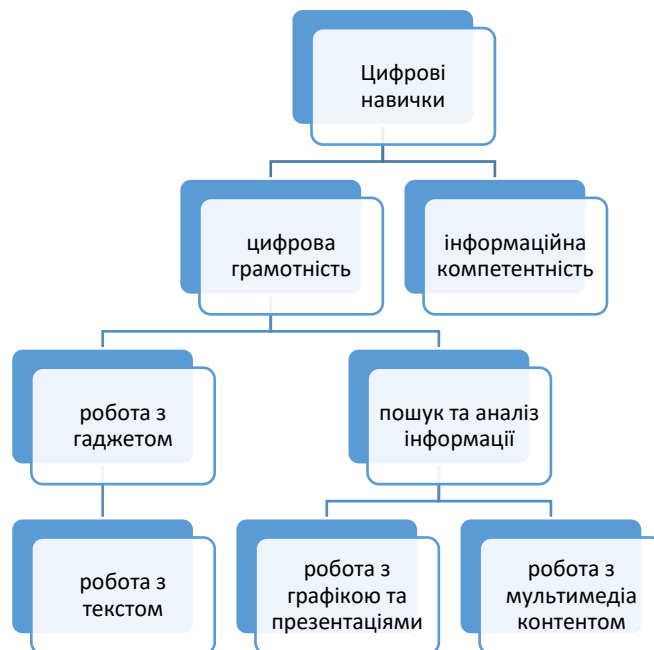 Цифрові
навички
цифрова
грамотність
інформаційна
компетентність
робота з
гаджетом
пошук та аналіз
інформації
робота з
текстом
робота з
графікою та
презентаціями
робота з
мультимедіа
контентом